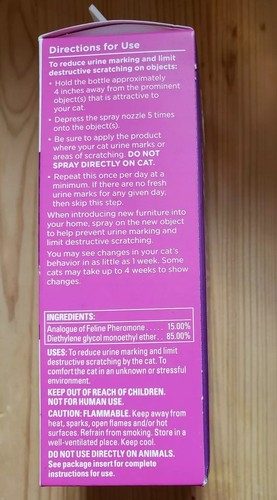 Directions for Use
To reduce urine marking and limit
destructive scratching on objects:
• Hold the bottle approximately
4 inches away from the prominent
object(s) that is attractive to
your cat.
• Depress the spray nozzle 5 times
onto the object(s).
• Be sure to apply the product
where your cat urine marks or
areas of scratching. DO NOT
SPRAY DIRECTLY ON CAT.
• Repeat this once per day at a
minimum. If there are no fresh
urine marks for any given day,
then skip this step.
When introducing new furniture into
your home, spray on the new object
to help prevent urine marking and
limit destructive scratching.
You may see changes in your cat's
behavior in as little as 1 week. Some
cats may take up to 4 weeks to show
changes.
INGREDIENTS:
Analogue of Feline Pheromone ..... 15.00%
Diethylene glycol monoethyl ether. . 85.00%
USES: To reduce urine marking and limit
destructive scratching by the cat. To
comfort the cat in an unknown or stressful
environment.
KEEP OUT OF REACH OF CHILDREN.
NOT FOR HUMAN USE.
CAUTION: FLAMMABLE. Keep away from
heat, sparks, open flames and/or hot
surfaces. Refrain from smoking. Store in a
well-ventilated place. Keep cool.
DO NOT USE DIRECTLY ON ANIMALS.
See package insert for complete
instructions for use.